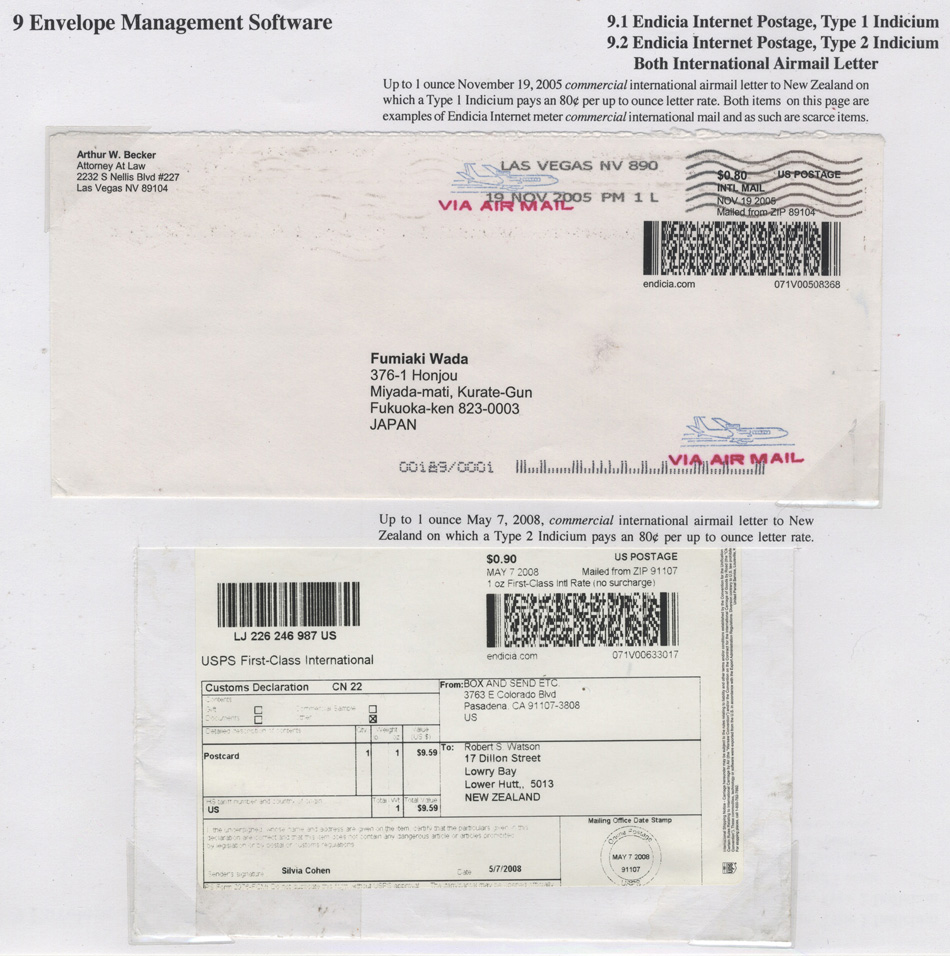 9 Envelope Management Software
9.1 Endicia Internet Postage, Type 1 Indicium
9.2 Endicia Internet Postage, Type 2 Indicium
Both International Airmail Letter
Up to 1 ounce November 19, 2005 commercial international airmail letter to New Zealand on
which a Type 1 Indicium pays an 80¢ per up to ounce letter rate. Both items on this page are
examples of Endicia Internet meter commercial international mail and as such are scarce items.
Arthur W. Becker
Attorney At Law
2232 S Nellis Blvd #227
Las Vegas NV 89104
LAS VEGAS NV 890
19 NOV 2005 PM 1 L
VIA AIR MAIL
$0.80 US POSTAGE
INTL MAIL
NOV 19 2005
Mailed from ZIP 89104
endicia.com 071V00508368
Fumiaki Wada
376-1 Honjou
Miyada-mati, Kurate-Gun
Fukuoka-ken 823-0003
JAPAN
00189/0001
VIA AIR MAIL
Up to 1 ounce May 7, 2008, commercial international airmail letter to New
Zealand on which a Type 2 Indicium pays an 80¢ per up to ounce letter rate.
LJ 226 246 987 US
USPS First-Class International
$0.90 US POSTAGE
MAY 7 2008 Mailed from ZIP 91107
1 oz First-Class Intl Rate (no surcharge)
endicia.com 071V00633017
Customs Declaration CN 22
Contents
Gift Commercial Sample
Documents Other
Detailed description of contents Qty Weight Value
(US $)
Postcard 1 1 $9.59
HS tariff number and country of origin Total Wt Total Value
US 1 $9.59
From: BOX AND SEND ETC.
3763 E Colorado Blvd
Pasadena CA 91107-3808
US
To: Robert S. Watson
17 Dillon Street
Lowry Bay
Lower Hutt,, 5013
NEW ZEALAND
I, the undersigned, whose name and address are given on the item, certify that the particulars given in this
declaration are correct and that this item does not contain any dangerous article or articles prohibited
by legislation or by postal or customs regulations.
Sender's signature Silvia Cohen Date 5/7/2008
Mailing Office Date Stamp
Online Postage
MAY 7 2008
91107
USPS